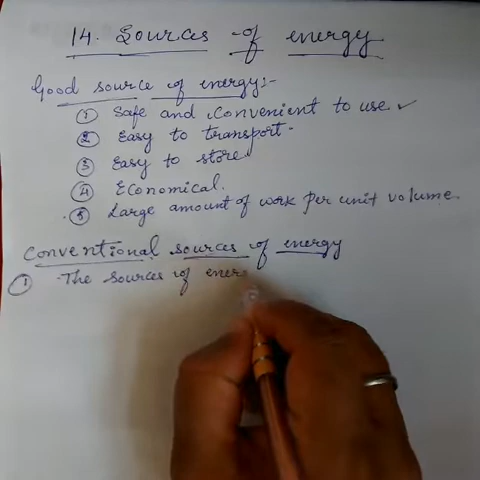 14. Sources of energy
Good source of energy:-
① Safe and convenient to use. ✓
② Easy to transport.
③ Easy to store.
④ Economical.
⑤ Large amount of work per unit volume.
Conventional sources of energy
① The sources of ener